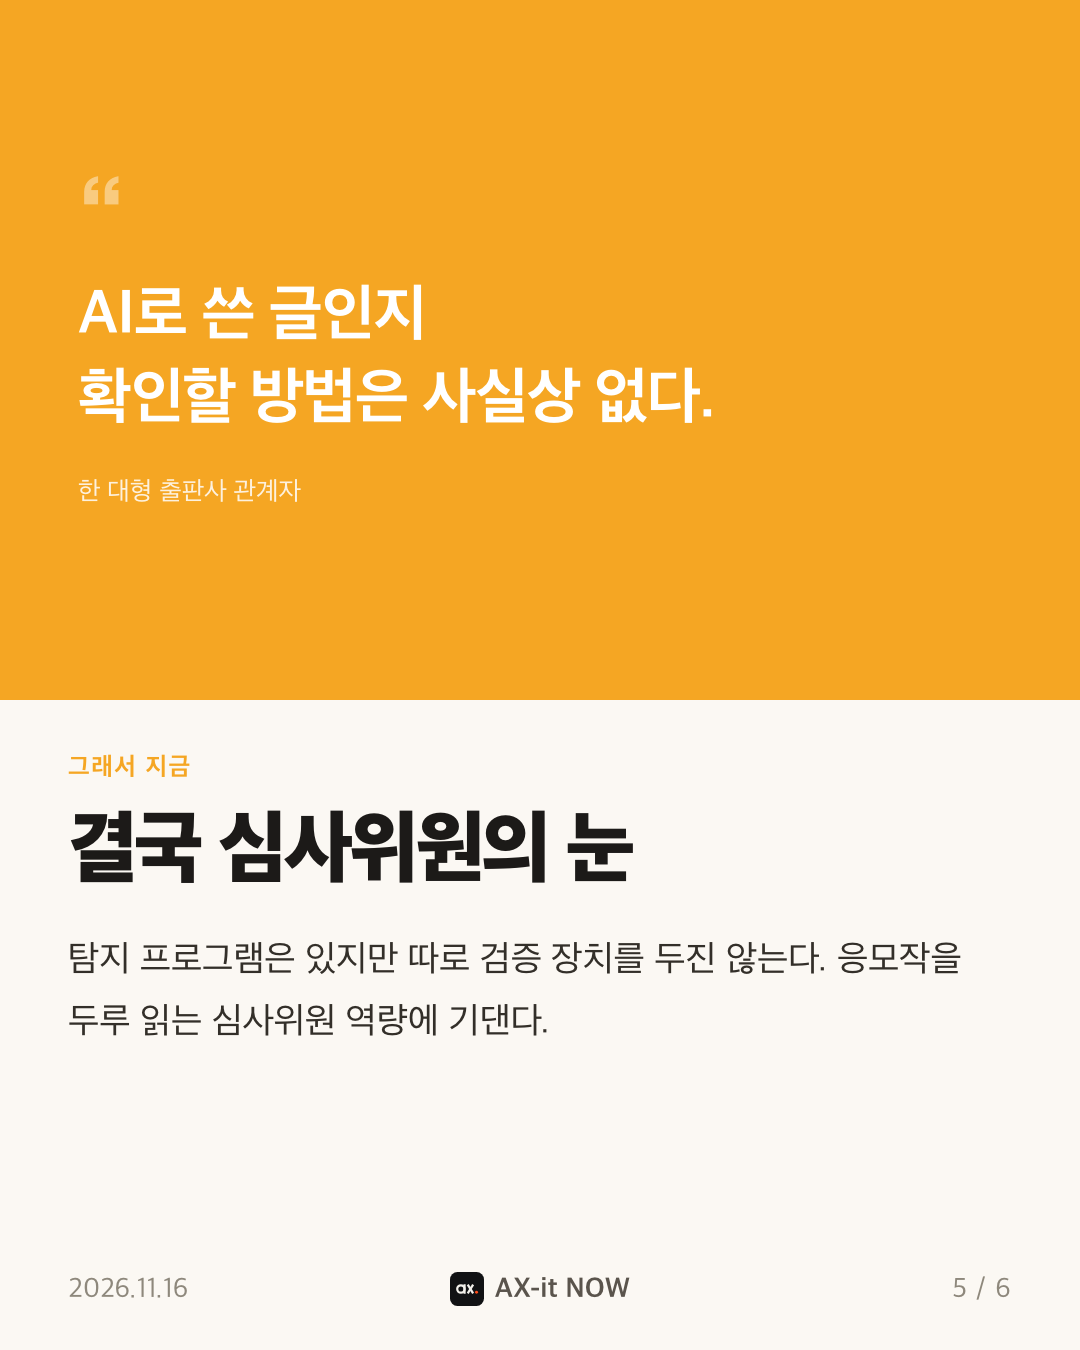 “
AI로 쓴 글인지
확인할 방법은 사실상 없다.
한 대형 출판사 관계자
그래서 지금
결국 심사위원의 눈
탐지 프로그램은 있지만 따로 검증 장치를 두진 않는다. 응모작을
두루 읽는 심사위원 역량에 기댄다.
2026.11.16
ax.
AX-it NOW
5 / 6